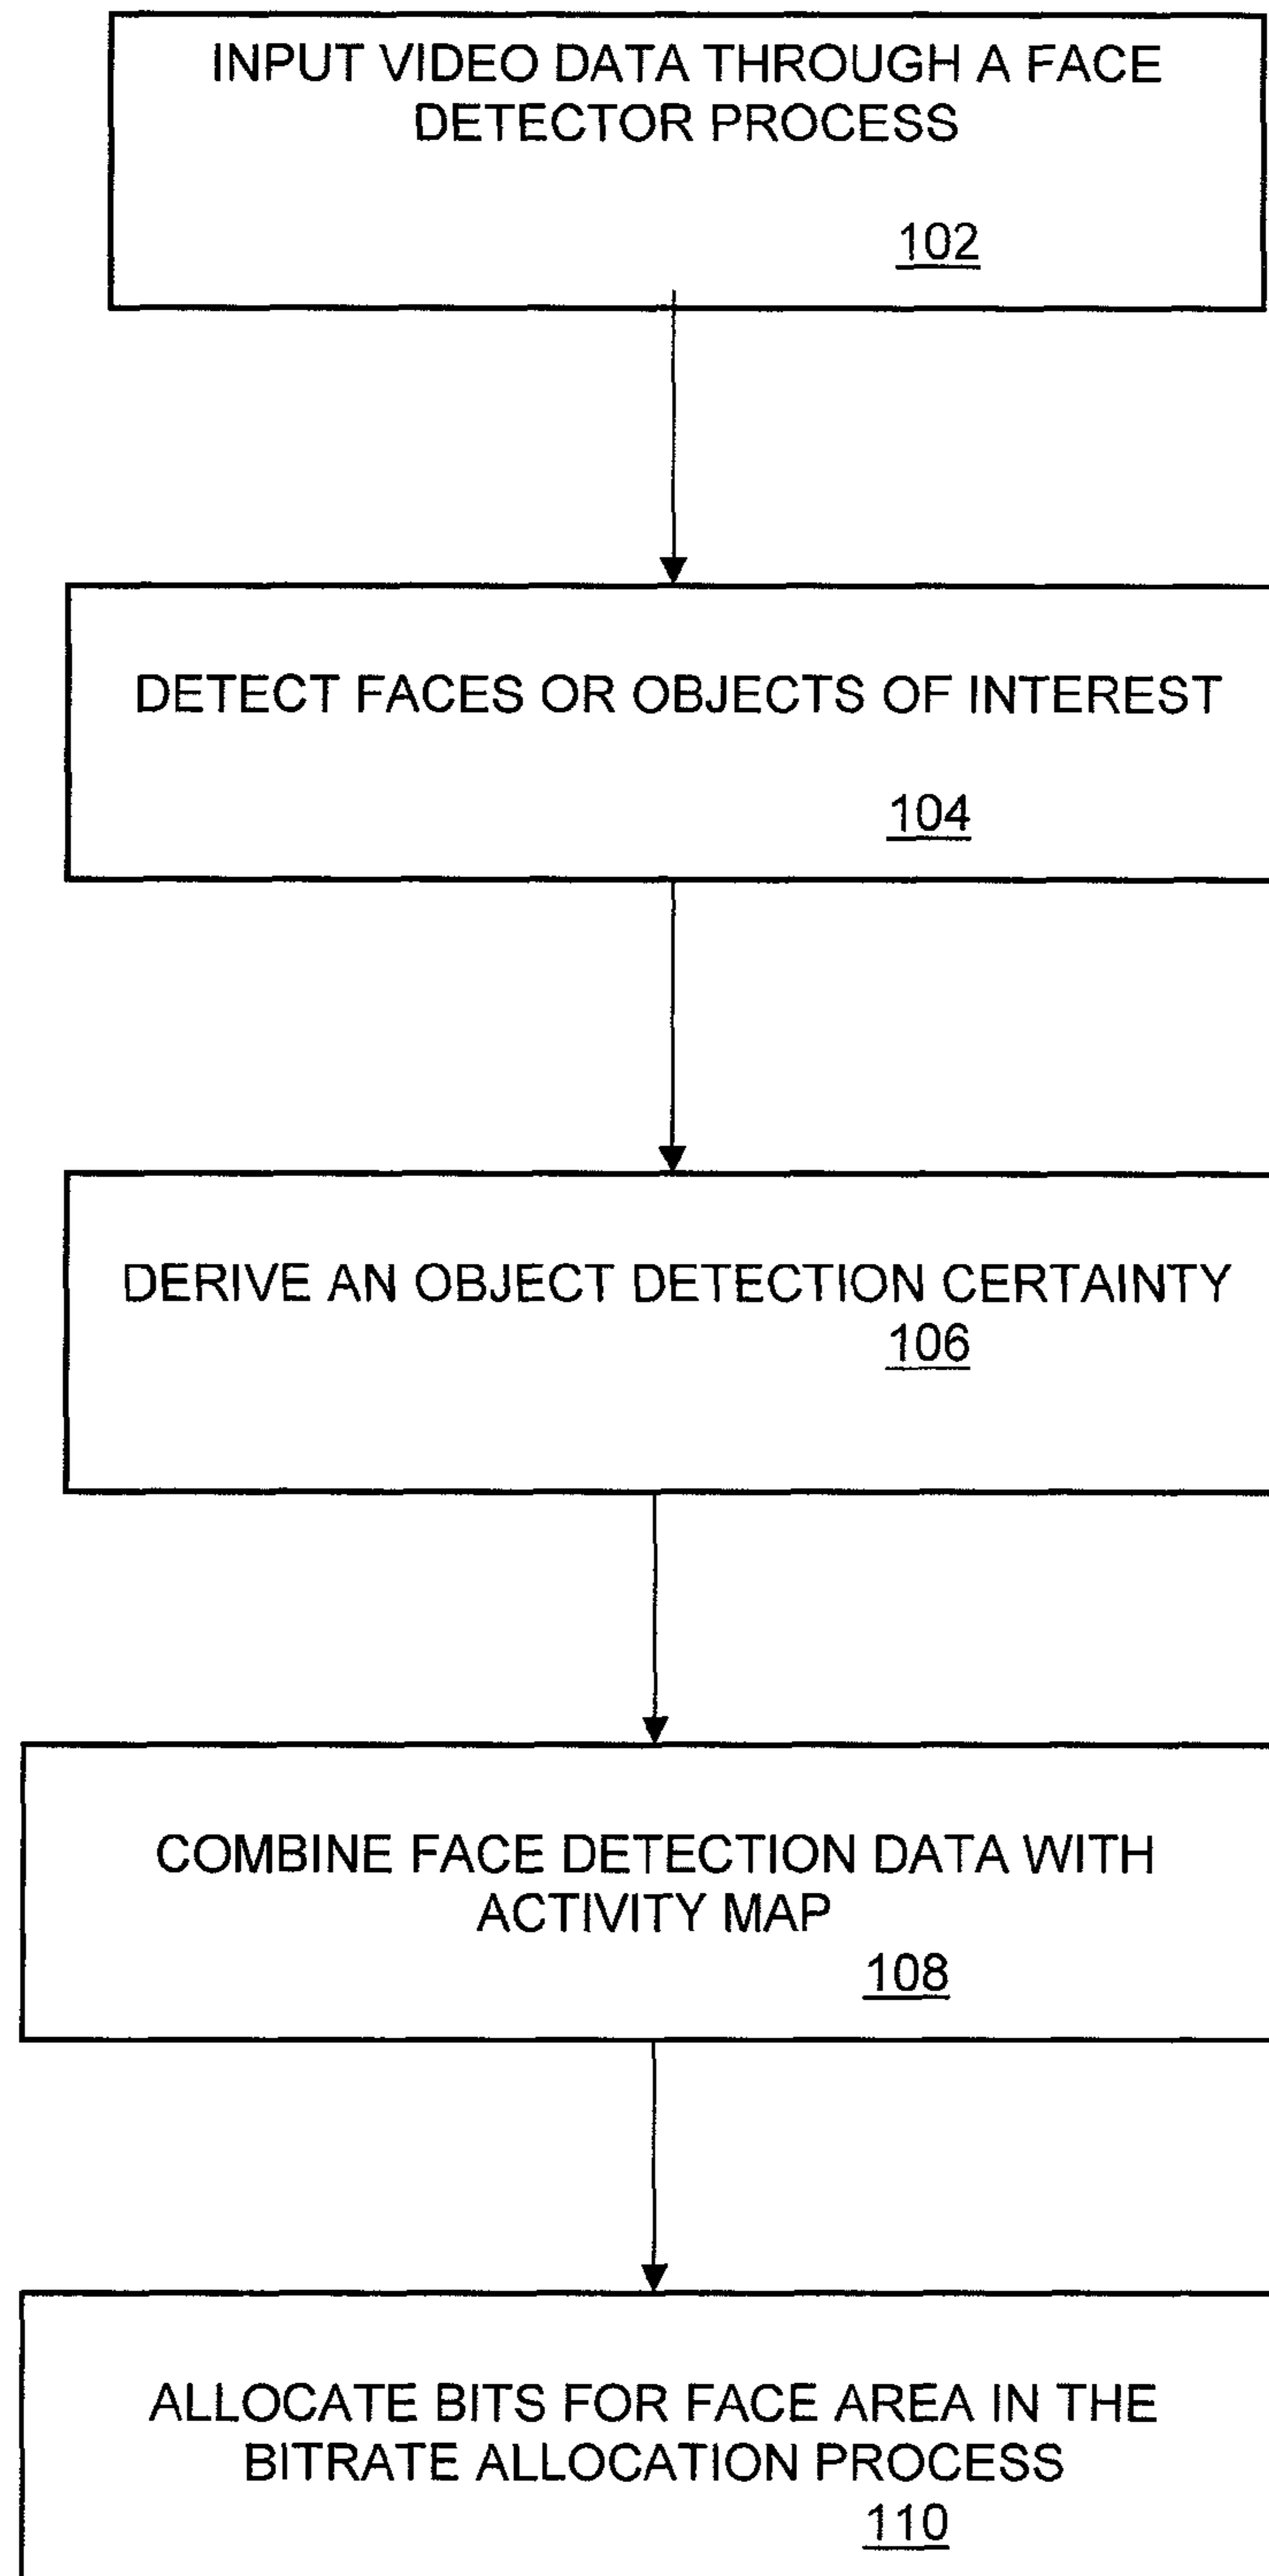 INPUT VIDEO DATA THROUGH A FACE
DETECTOR PROCESS
102
DETECT FACES OR OBJECTS OF INTEREST
104
DERIVE AN OBJECT DETECTION CERTAINTY
106
COMBINE FACE DETECTION DATA WITH
ACTIVITY MAP
108
ALLOCATE BITS FOR FACE AREA IN THE
BITRATE ALLOCATION PROCESS
110